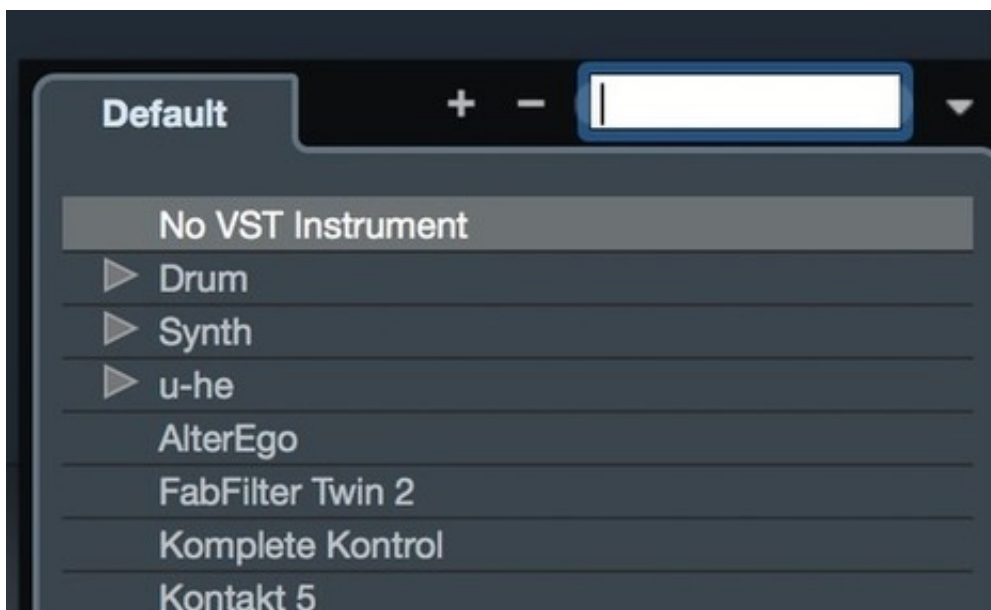 Default + −
No VST Instrument
Drum
Synth
u-he
AlterEgo
FabFilter Twin 2
Komplete Kontrol
Kontakt 5